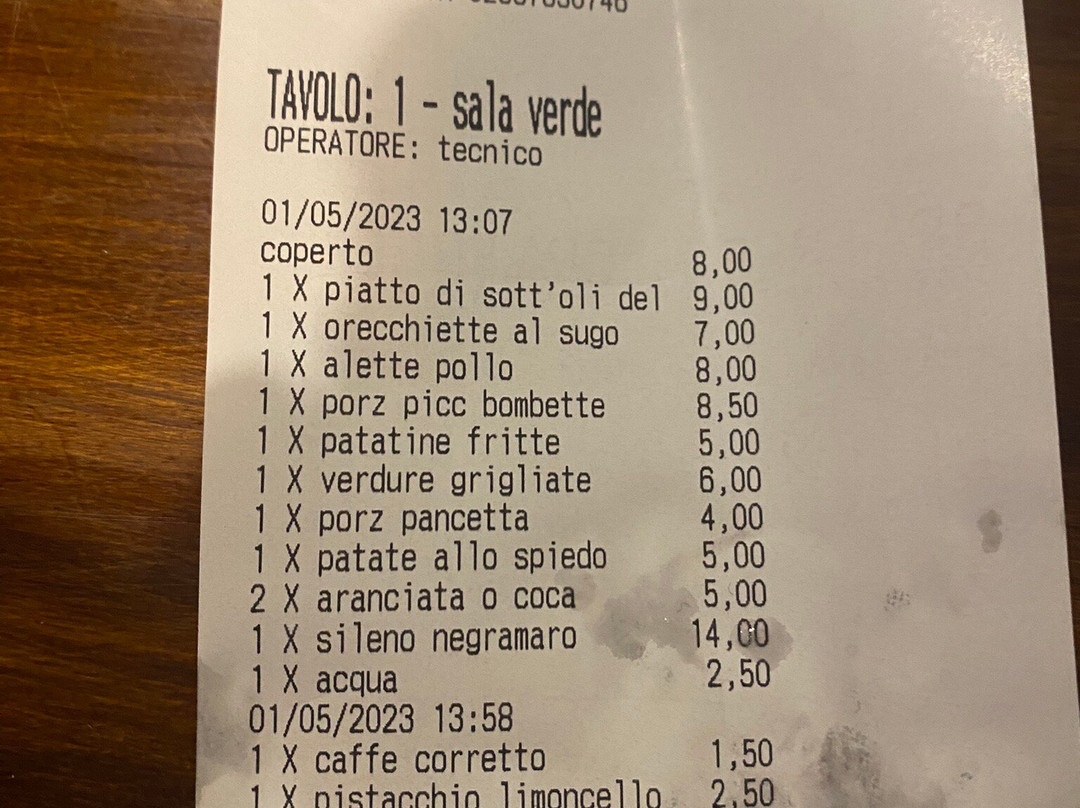 TAVOLO: 1 - sala verde
OPERATORE: tecnico
01/05/2023 13:07
coperto 8,00
1 X piatto di sott'oli del 9,00
1 X orecchiette al sugo 7,00
1 X alette pollo 8,00
1 X porz picc bombette 8,50
1 X patatine fritte 5,00
1 X verdure grigliate 6,00
1 X porz pancetta 4,00
1 X patate allo spiedo 5,00
2 X aranciata o coca 5,00
1 X sileno negramaro 14,00
1 X acqua 2,50
01/05/2023 13:58
1 X caffe corretto 1,50
1 X pistacchio limoncello 2,50